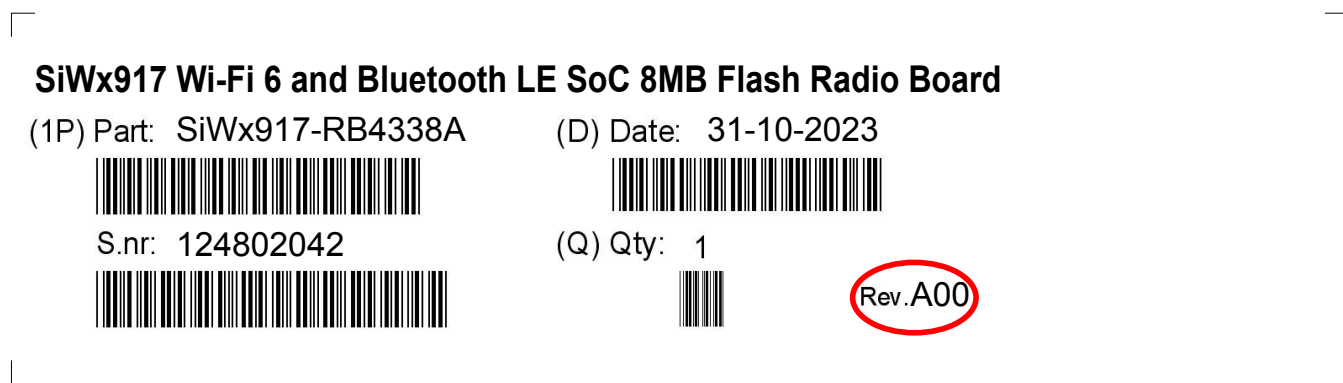 SiWx917 Wi-Fi 6 and Bluetooth LE SoC 8MB Flash Radio Board
(1P) Part: SiWx917-RB4338A (D) Date: 31-10-2023
S.nr: 124802042 (Q) Qty: 1
Rev.A00